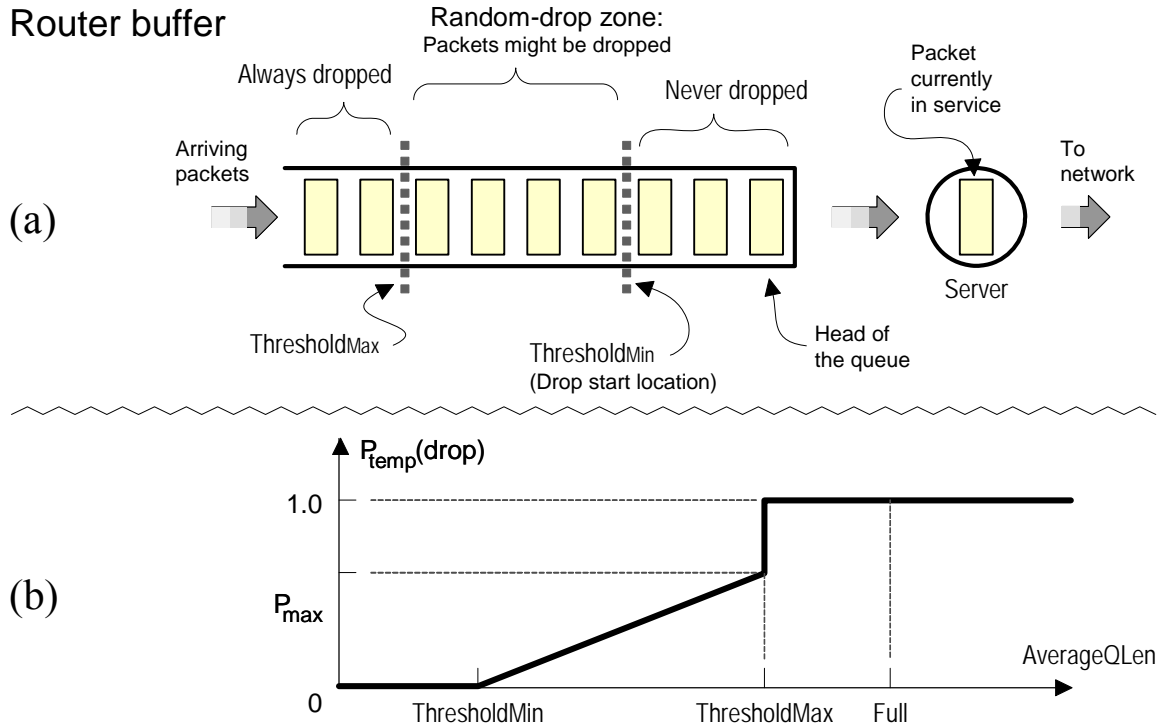 Router buffer
Random-drop zone:
Packets might be dropped
Always dropped
Never dropped
Packet
currently
in service
Arriving
packets
To
network
(a)
Server
ThresholdMax
ThresholdMin
(Drop start location)
Head of
the queue
Ptemp(drop)
1.0
(b)
Pmax
AverageQLen
0
ThresholdMin
ThresholdMax
Full